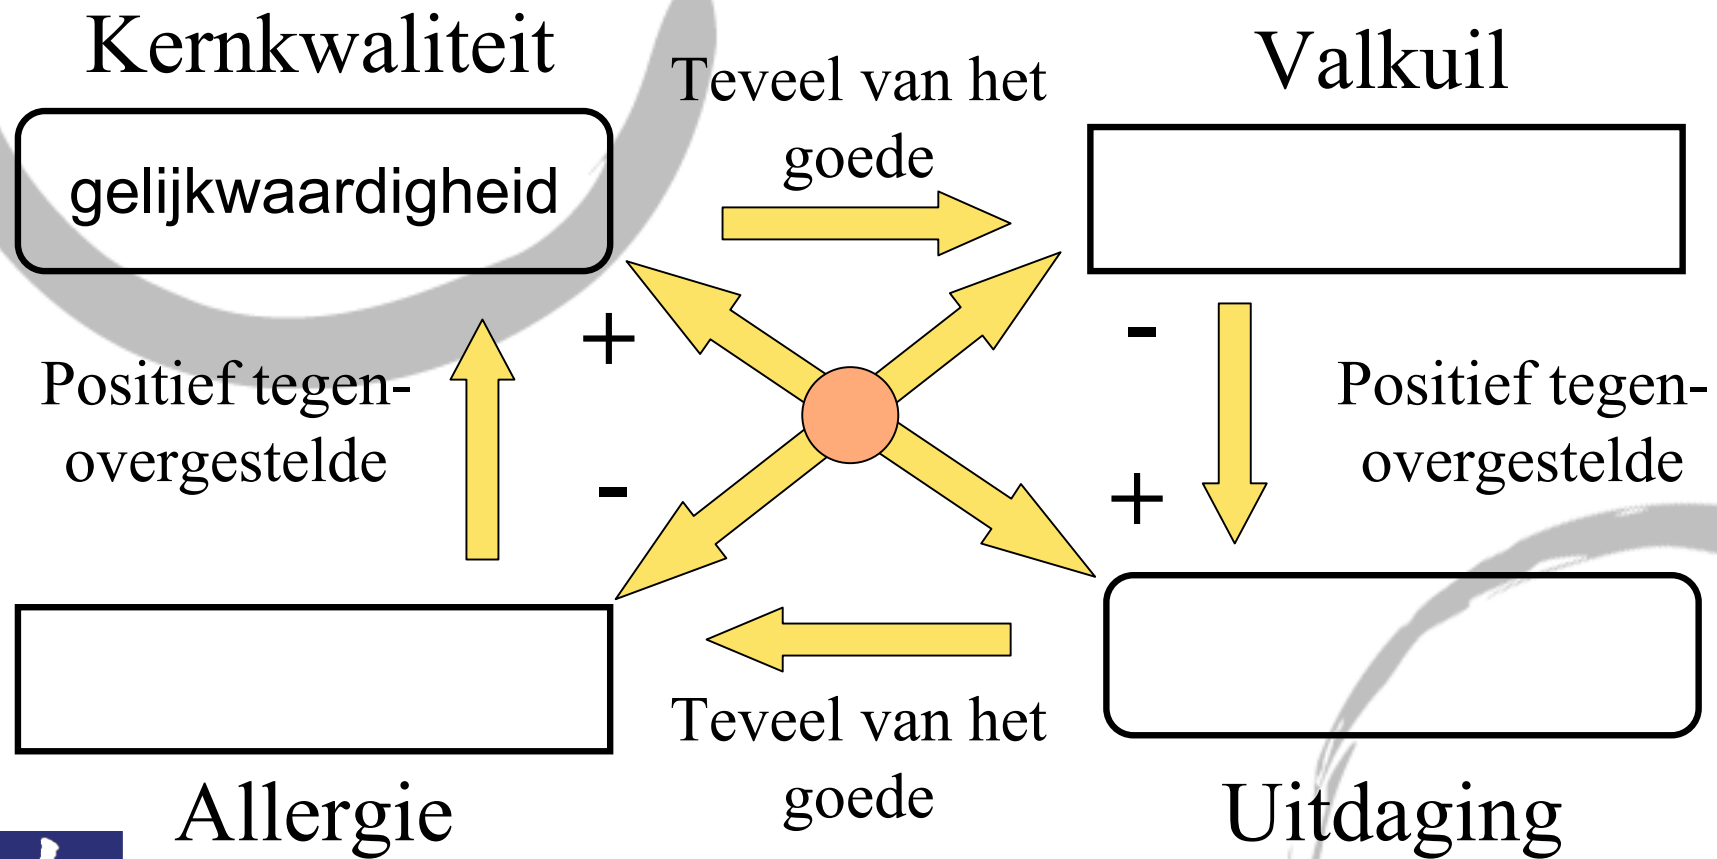 Kernkwaliteit
Teveel van het
goede
Valkuil
gelijkwaardigheid
+
-
Positief tegen-
overgestelde
Positief tegen-
overgestelde
-
+
Teveel van het
goede
Allergie
Uitdaging